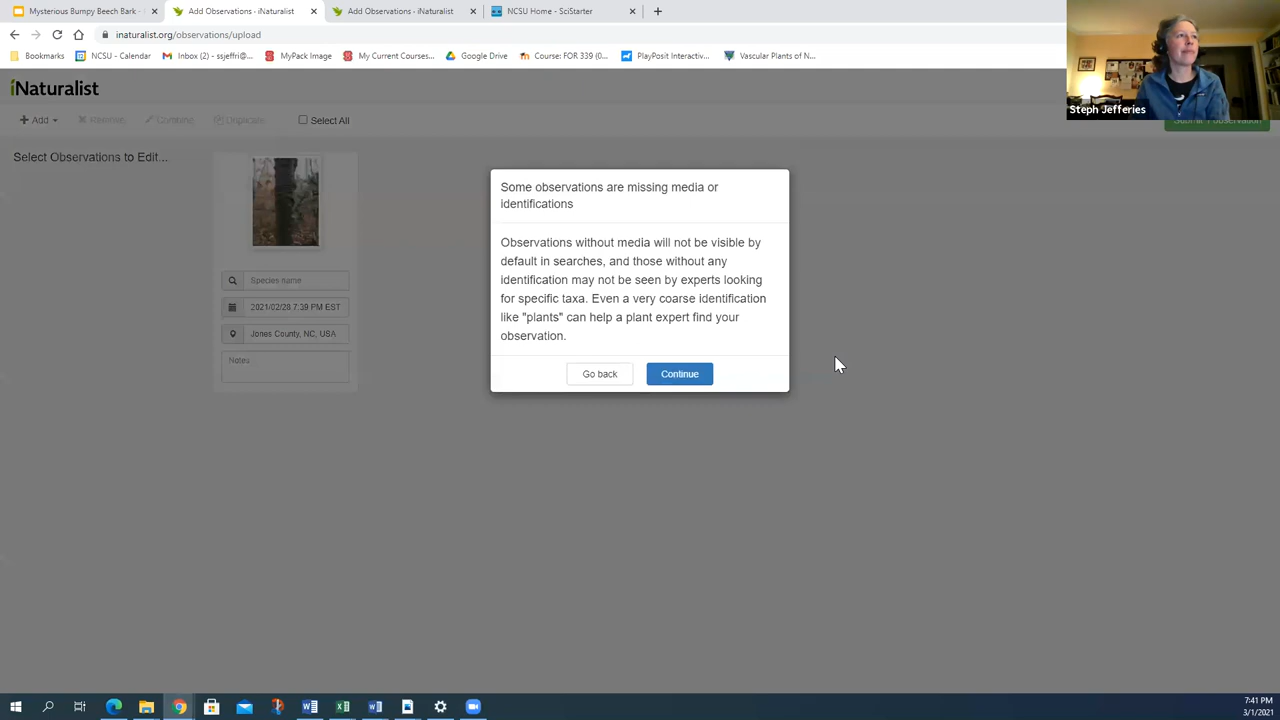 Mysterious Bumpy Beech Bark -
Add Observations - iNaturalist
Add Observations - iNaturalist
NCSU Home - SciStarter
inaturalist.org/observations/upload
Bookmarks
NCSU - Calendar
Inbox (2) - ssjeffri@...
MyPack Image
My Current Courses...
Google Drive
Course: FOR 339 (0...
PlayPosit Interactiv...
Vascular Plants of N...
iNaturalist
Add
Remove
Combine
Duplicate
Select All
Submit 1 observation
Steph Jefferies
Select Observations to Edit...
Species name
2021/02/28 7:39 PM EST
Jones County, NC, USA
Notes
Some observations are missing media or
identifications
Observations without media will not be visible by
default in searches, and those without any
identification may not be seen by experts looking
for specific taxa. Even a very coarse identification
like "plants" can help a plant expert find your
observation.
Go back
Continue
7:41 PM
3/1/2021